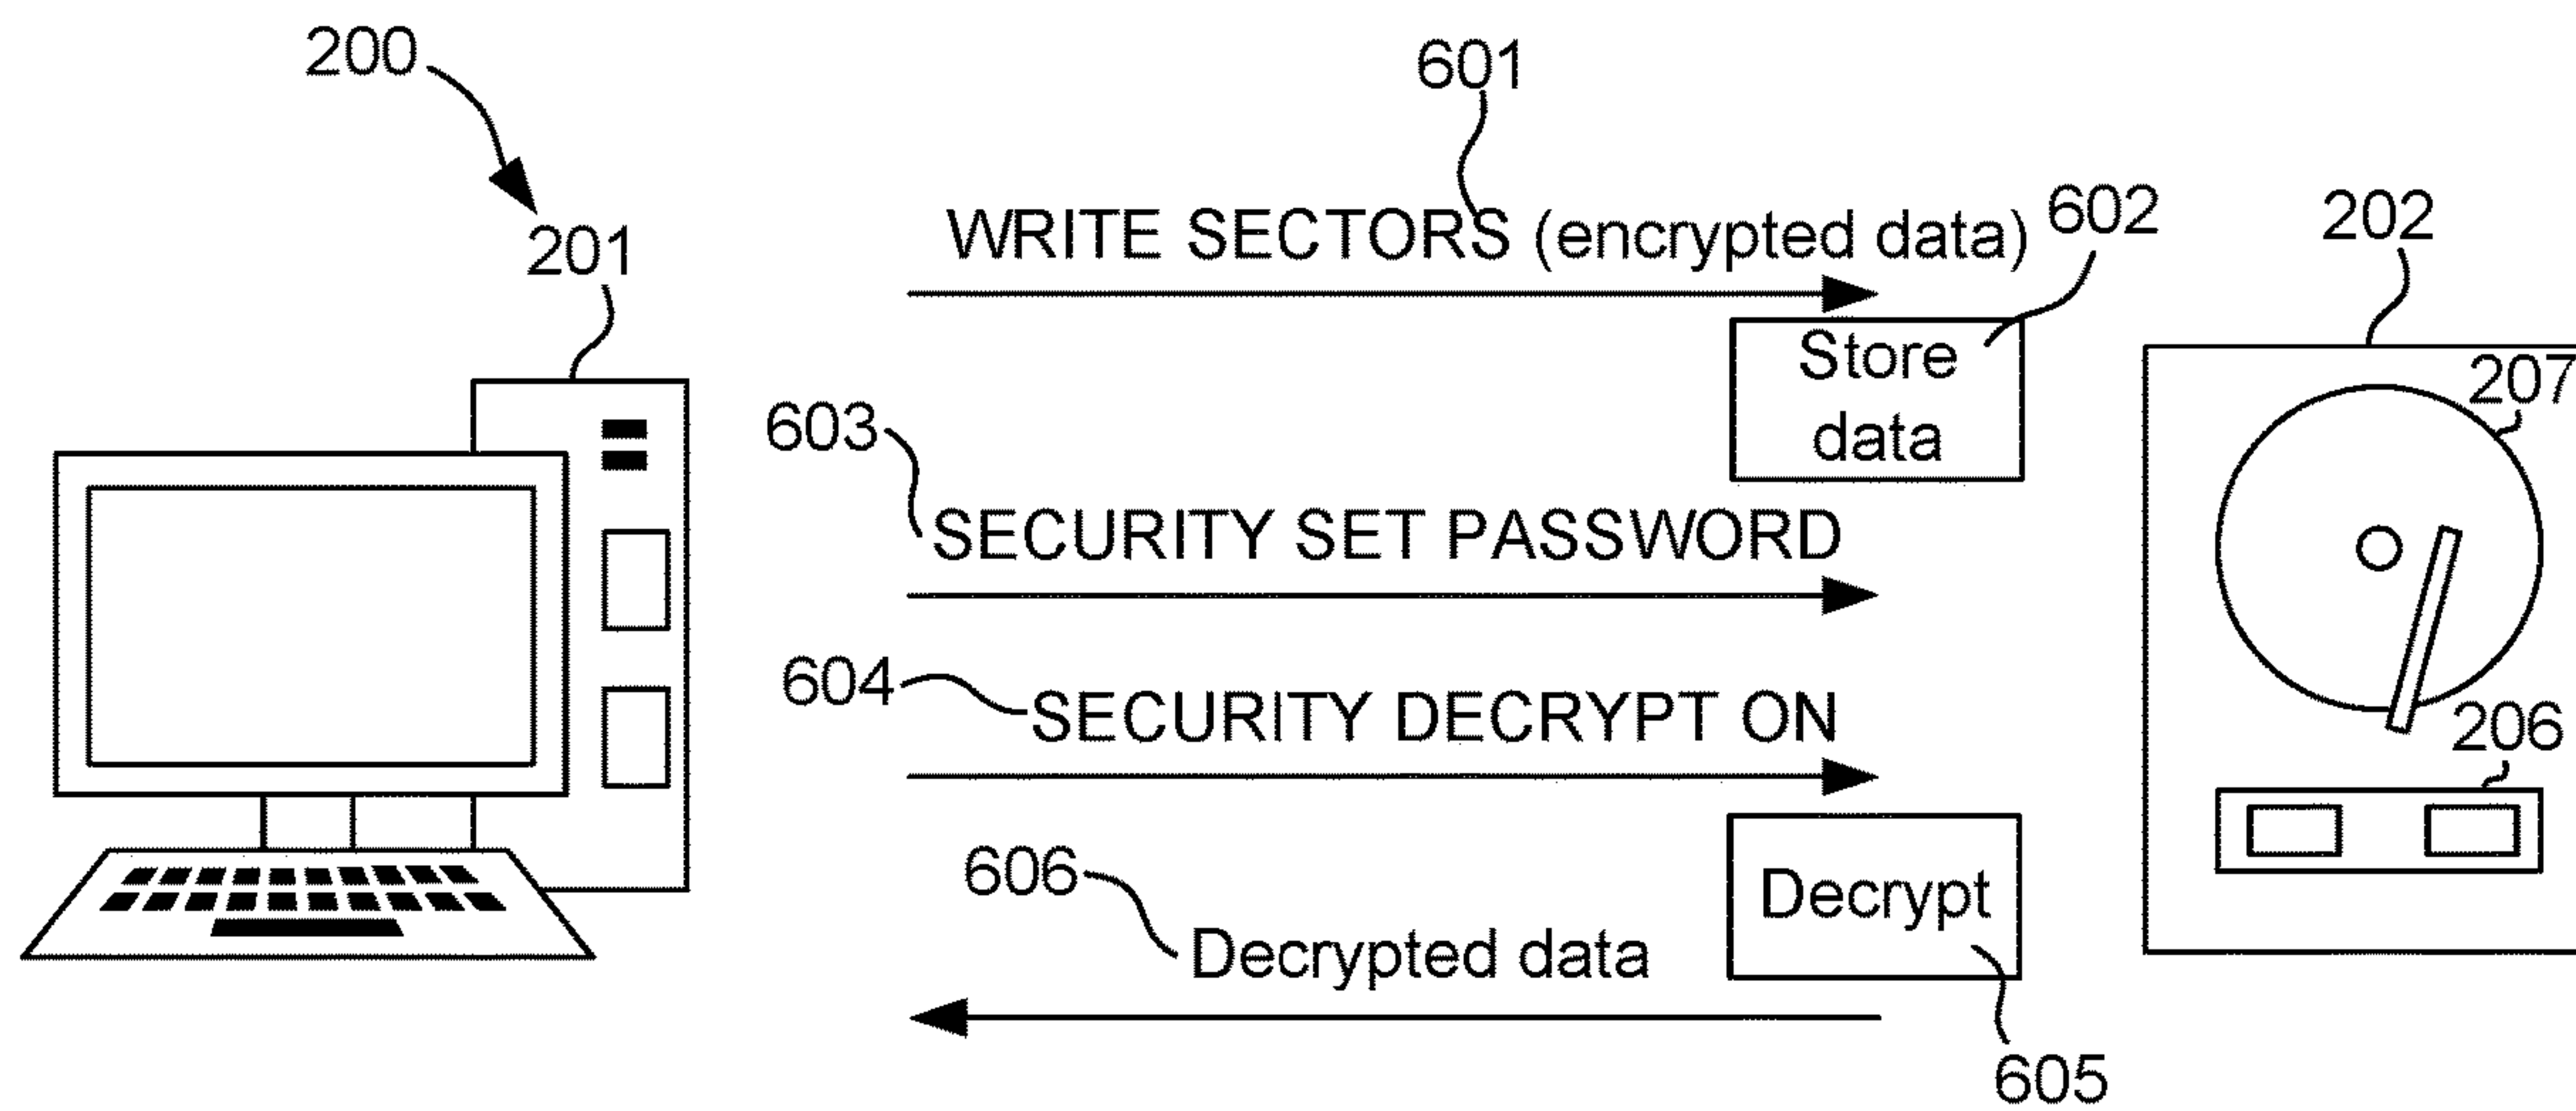 200
601
201
WRITE SECTORS (encrypted data)
602
202
Store
data
207
603
SECURITY SET PASSWORD
604
SECURITY DECRYPT ON
206
606
Decrypt
Decrypted data
605